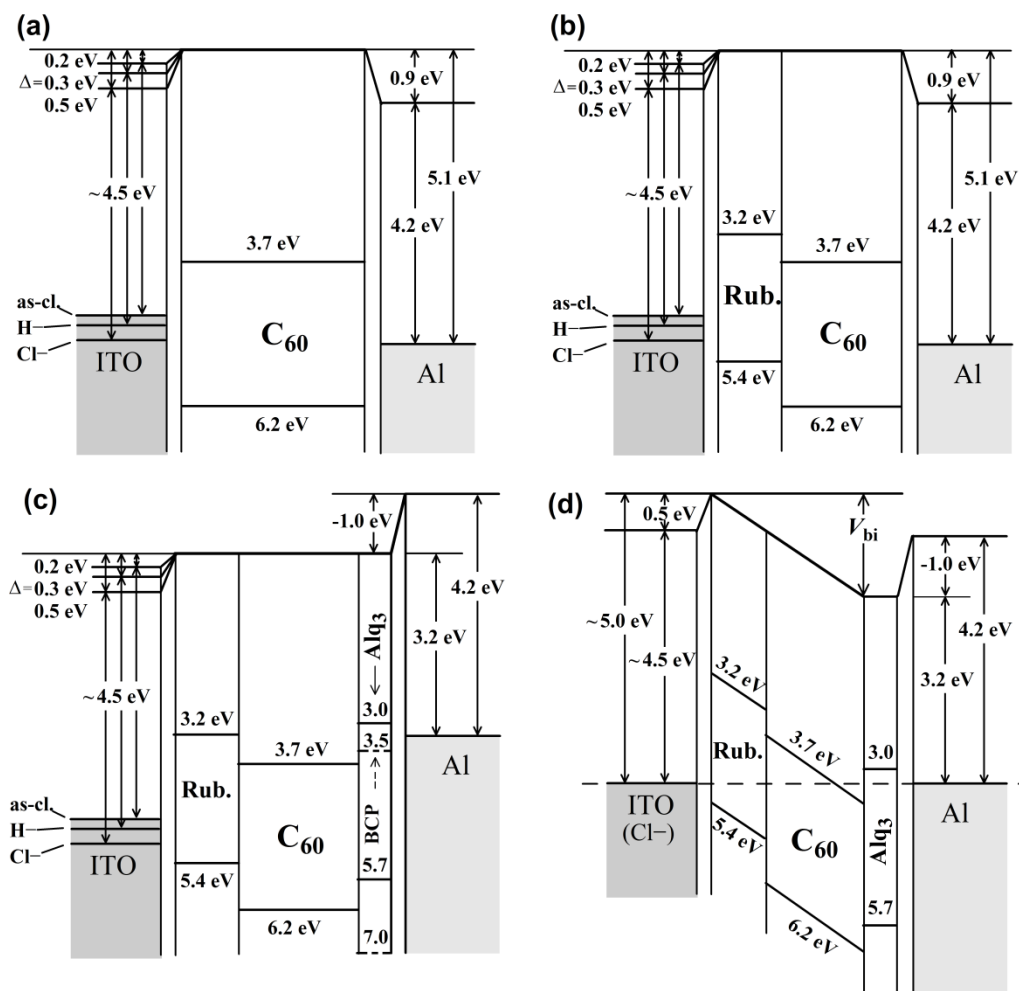 (a)
0.2 eV
Δ=0.3 eV
0.5 eV
0.9 eV
~4.5 eV
5.1 eV
4.2 eV
3.7 eV
as-cl.
H−
Cl−
ITO
C60
Al
6.2 eV
(b)
0.2 eV
Δ=0.3 eV
0.5 eV
0.9 eV
~4.5 eV
5.1 eV
4.2 eV
3.2 eV
3.7 eV
as-cl.
H−
Cl−
ITO
Rub.
C60
Al
5.4 eV
6.2 eV
(c)
-1.0 eV
0.2 eV
Δ=0.3 eV
0.5 eV
4.2 eV
3.2 eV
Alq3
~4.5 eV
3.2 eV
3.0
3.7 eV
3.5
as-cl.
H−
Cl−
ITO
Rub.
C60
BCP
Al
5.4 eV
5.7
6.2 eV
7.0
(d)
0.5 eV
Vbi
-1.0 eV
~5.0 eV
~4.5 eV
4.2 eV
3.2 eV
3.2 eV
3.7 eV
3.0
Rub.
ITO
(Cl−)
5.4 eV
C60
Alq3
Al
5.7
6.2 eV